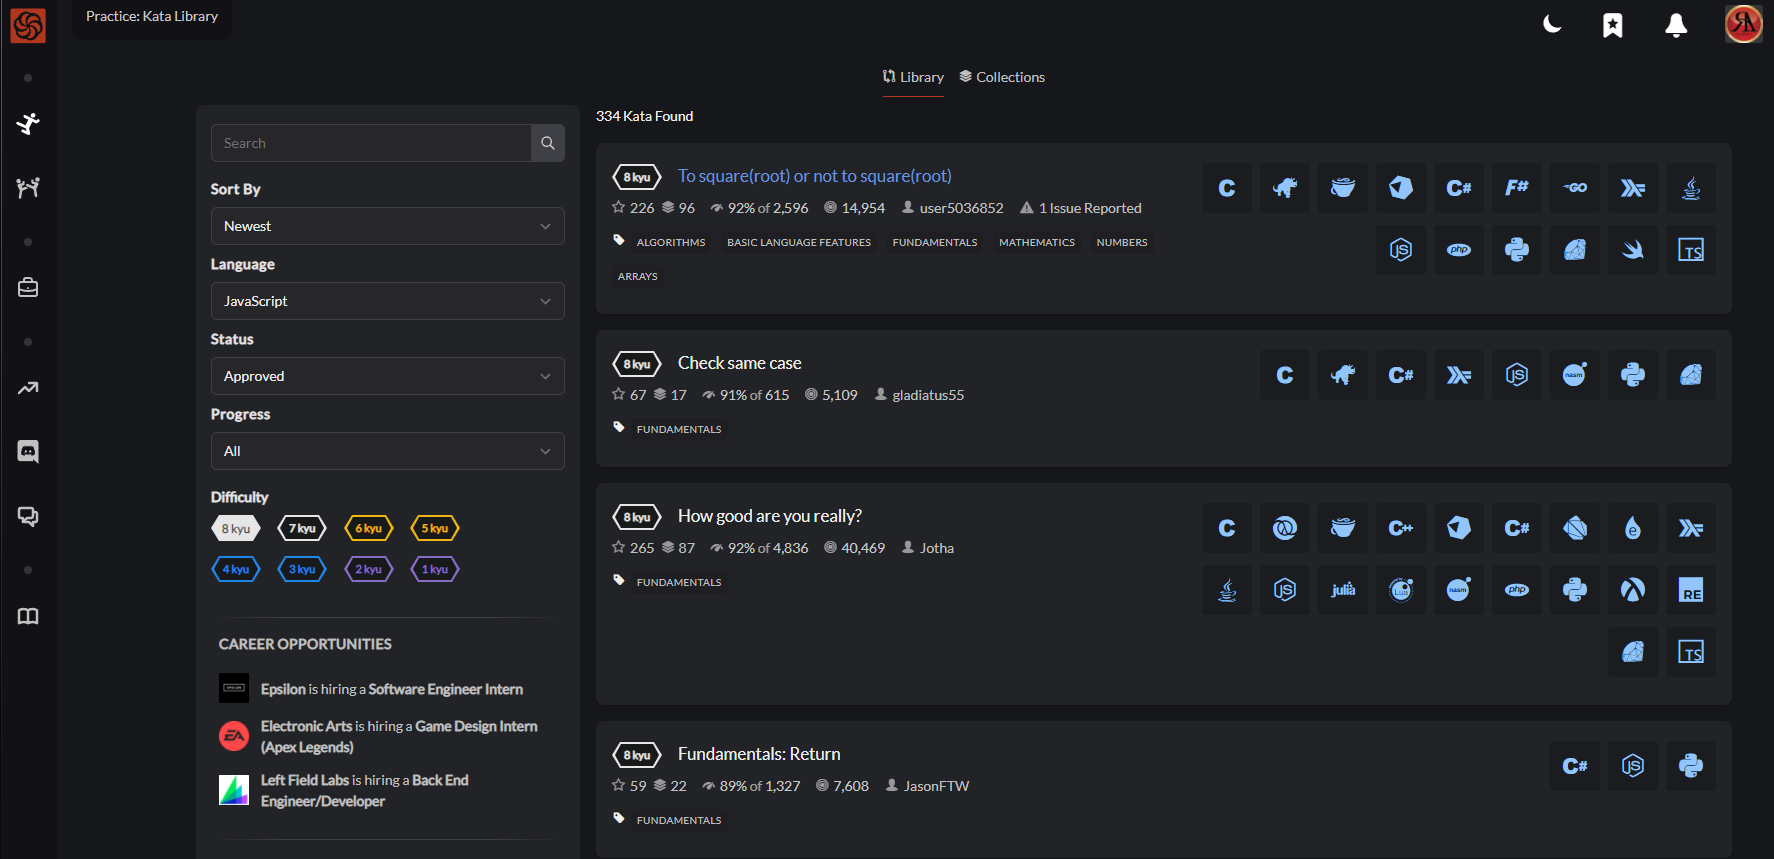 Practice: Kata Library
Library
Collections
Search
Sort By
Newest
Language
JavaScript
Status
Approved
Progress
All
Difficulty
8 kyu 7 kyu 6 kyu 5 kyu
4 kyu 3 kyu 2 kyu 1 kyu
CAREER OPPORTUNITIES
Epsilon is hiring a Software Engineer Intern
EA
Electronic Arts is hiring a Game Design Intern
(Apex Legends)
Left Field Labs is hiring a Back End
Engineer/Developer
334 Kata Found
8 kyu To square(root) or not to square(root)
226 96 92% of 2,596 14,954 user5036852 1 Issue Reported
ALGORITHMS BASIC LANGUAGE FEATURES FUNDAMENTALS MATHEMATICS NUMBERS
ARRAYS
C C# F# GO
JS php TS
8 kyu Check same case
67 17 91% of 615 5,109 gladiatus55
FUNDAMENTALS
C C# JS nasm
8 kyu How good are you really?
265 87 92% of 4,836 40,469 Jotha
FUNDAMENTALS
C C++ C# e
JS julia Lua nasm php RE
TS
8 kyu Fundamentals: Return
59 22 89% of 1,327 7,608 JasonFTW
FUNDAMENTALS
C# JS